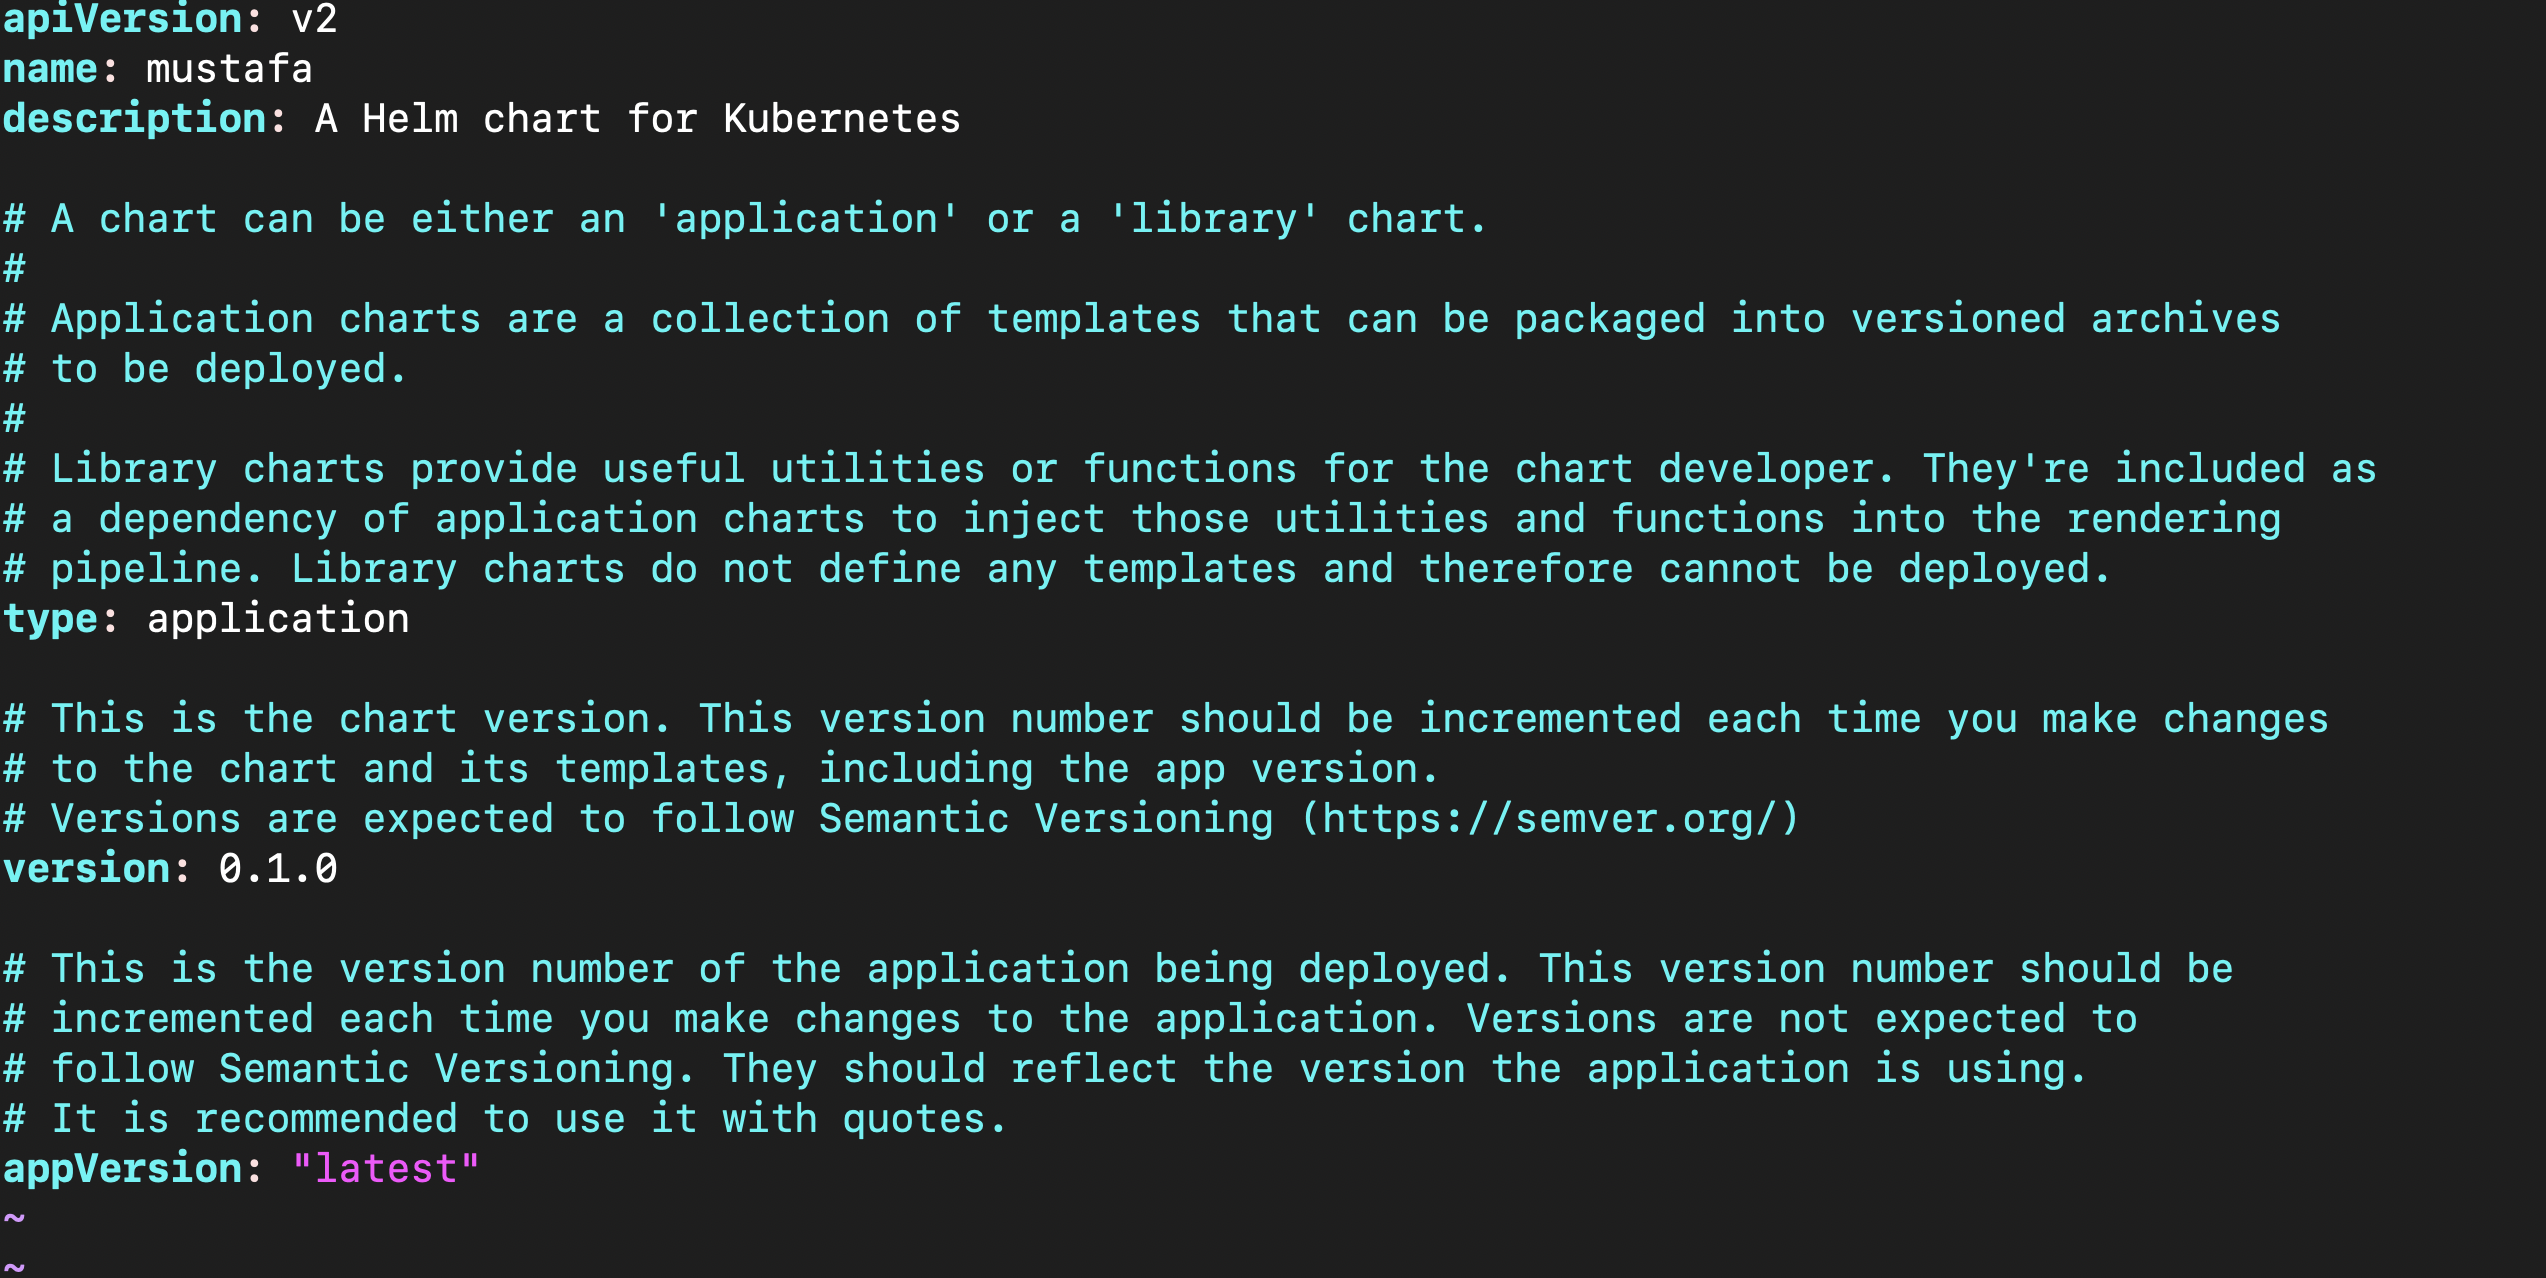 apiVersion: v2
name: mustafa
description: A Helm chart for Kubernetes
# A chart can be either an 'application' or a 'library' chart.
#
# Application charts are a collection of templates that can be packaged into versioned archives
# to be deployed.
#
# Library charts provide useful utilities or functions for the chart developer. They're included as
# a dependency of application charts to inject those utilities and functions into the rendering
# pipeline. Library charts do not define any templates and therefore cannot be deployed.
type: application
# This is the chart version. This version number should be incremented each time you make changes
# to the chart and its templates, including the app version.
# Versions are expected to follow Semantic Versioning (https://semver.org/)
version: 0.1.0
# This is the version number of the application being deployed. This version number should be
# incremented each time you make changes to the application. Versions are not expected to
# follow Semantic Versioning. They should reflect the version the application is using.
# It is recommended to use it with quotes.
appVersion: "latest"
~
~